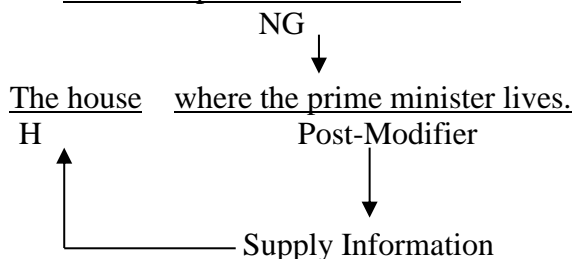 NG
The house where the prime minister lives.
H Post-Modifier
Supply Information